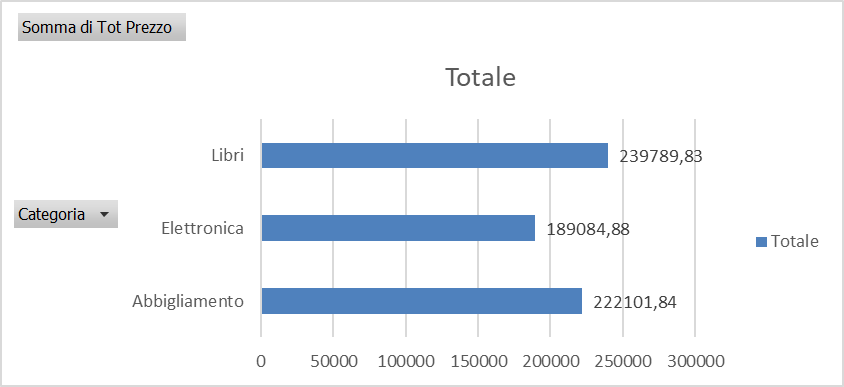 Somma di Tot Prezzo
Totale
Libri
239789,83
Categoria
Elettronica
189084,88
Totale
Abbigliamento
222101,84
0 50000 100000 150000 200000 250000 300000